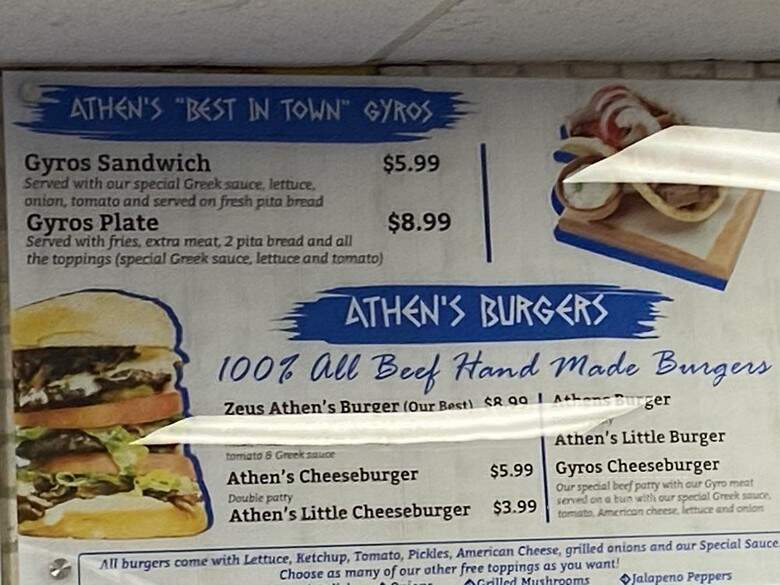 ATHEN'S "BEST IN TOWN" GYROS
Gyros Sandwich $5.99
Served with our special Greek sauce, lettuce,
onion, tomato and served on fresh pita bread
Gyros Plate $8.99
Served with fries, extra meat, 2 pita bread and all
the toppings (special Greek sauce, lettuce and tomato)
ATHEN'S BURGERS
100% All Beef Hand Made Burgers
Zeus Athen's Burger (Our Best) $8.99
tomato & Greek sauce
Athen's Cheeseburger $5.99
Double patty
Athen's Little Cheeseburger $3.99
Athens Burger
Athen's Little Burger
Gyros Cheeseburger
Our special beef patty with our Gyro meat
served on a bun with our special Greek sauce,
tomato, American cheese, lettuce and onion
All burgers come with Lettuce, Ketchup, Tomato, Pickles, American Cheese, grilled onions and our Special Sauce
Choose as many of our other free toppings as you want!
Grilled Mushrooms
Jalapeno Peppers